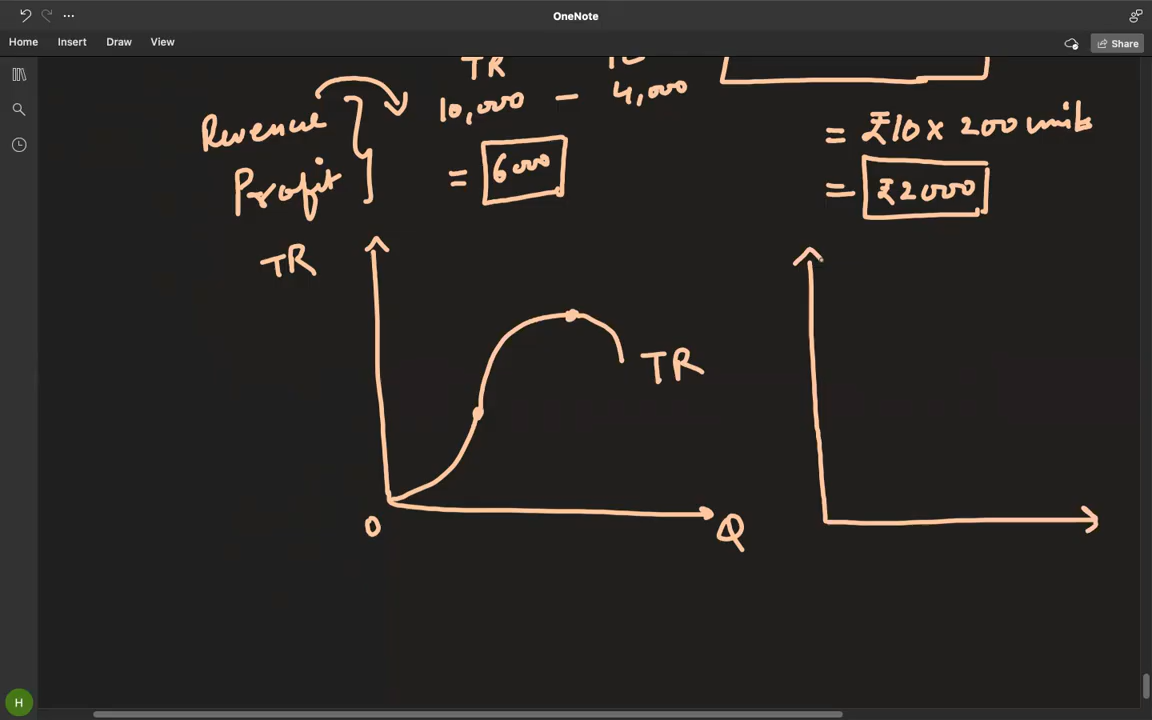 OneNote
Home Insert Draw View
Share
TR
10,000 - 4,000
Revenue
Profit
= 6000
= ₹10 x 200 units
= ₹2000
TR
TR
O
Q
H